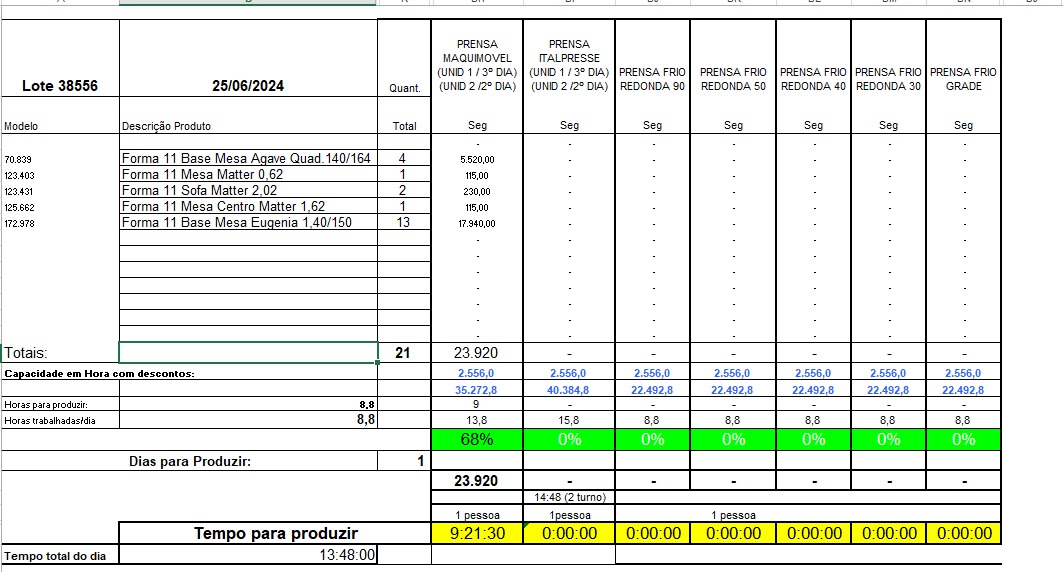 PRENSA MAQUIMOVEL (UNID 1 / 3º DIA) (UNID 2 /2º DIA)
PRENSA ITALPRESSE (UNID 1 / 3º DIA) (UNID 2 /2º DIA)
PRENSA FRIO REDONDA 90
PRENSA FRIO REDONDA 50
PRENSA FRIO REDONDA 40
PRENSA FRIO REDONDA 30
PRENSA FRIO GRADE
Lote 38556 25/06/2024 Quant.
Modelo Descrição Produto Total Seg Seg Seg Seg Seg Seg Seg
- - - - - - -
70.839 Forma 11 Base Mesa Agave Quad.140/164 4 5.520,00 - - - - - -
123.403 Forma 11 Mesa Matter 0,62 1 115,00 - - - - - -
123.431 Forma 11 Sofa Matter 2,02 2 230,00 - - - - - -
125.662 Forma 11 Mesa Centro Matter 1,62 1 115,00 - - - - - -
172.978 Forma 11 Base Mesa Eugenia 1,40/150 13 17.940,00 - - - - - -
- - - - - - -
- - - - - - -
- - - - - - -
- - - - - - -
- - - - - - -
- - - - - - -
- - - - - - -
Totais: 21 23.920 - - - - - -
Capacidade em Hora com descontos: 2.556,0 2.556,0 2.556,0 2.556,0 2.556,0 2.556,0 2.556,0
35.272,8 40.384,8 22.492,8 22.492,8 22.492,8 22.492,8 22.492,8
Horas para produzir: 8,8 9 - - - - - -
Horas trabalhadas/dia 8,8 13,8 15,8 8,8 8,8 8,8 8,8 8,8
68% 0% 0% 0% 0% 0% 0%
Dias para Produzir: 1
23.920 - - - - - -
14:48 (2 turno)
1 pessoa 1pessoa 1 pessoa
Tempo para produzir 9:21:30 0:00:00 0:00:00 0:00:00 0:00:00 0:00:00 0:00:00
Tempo total do dia 13:48:00